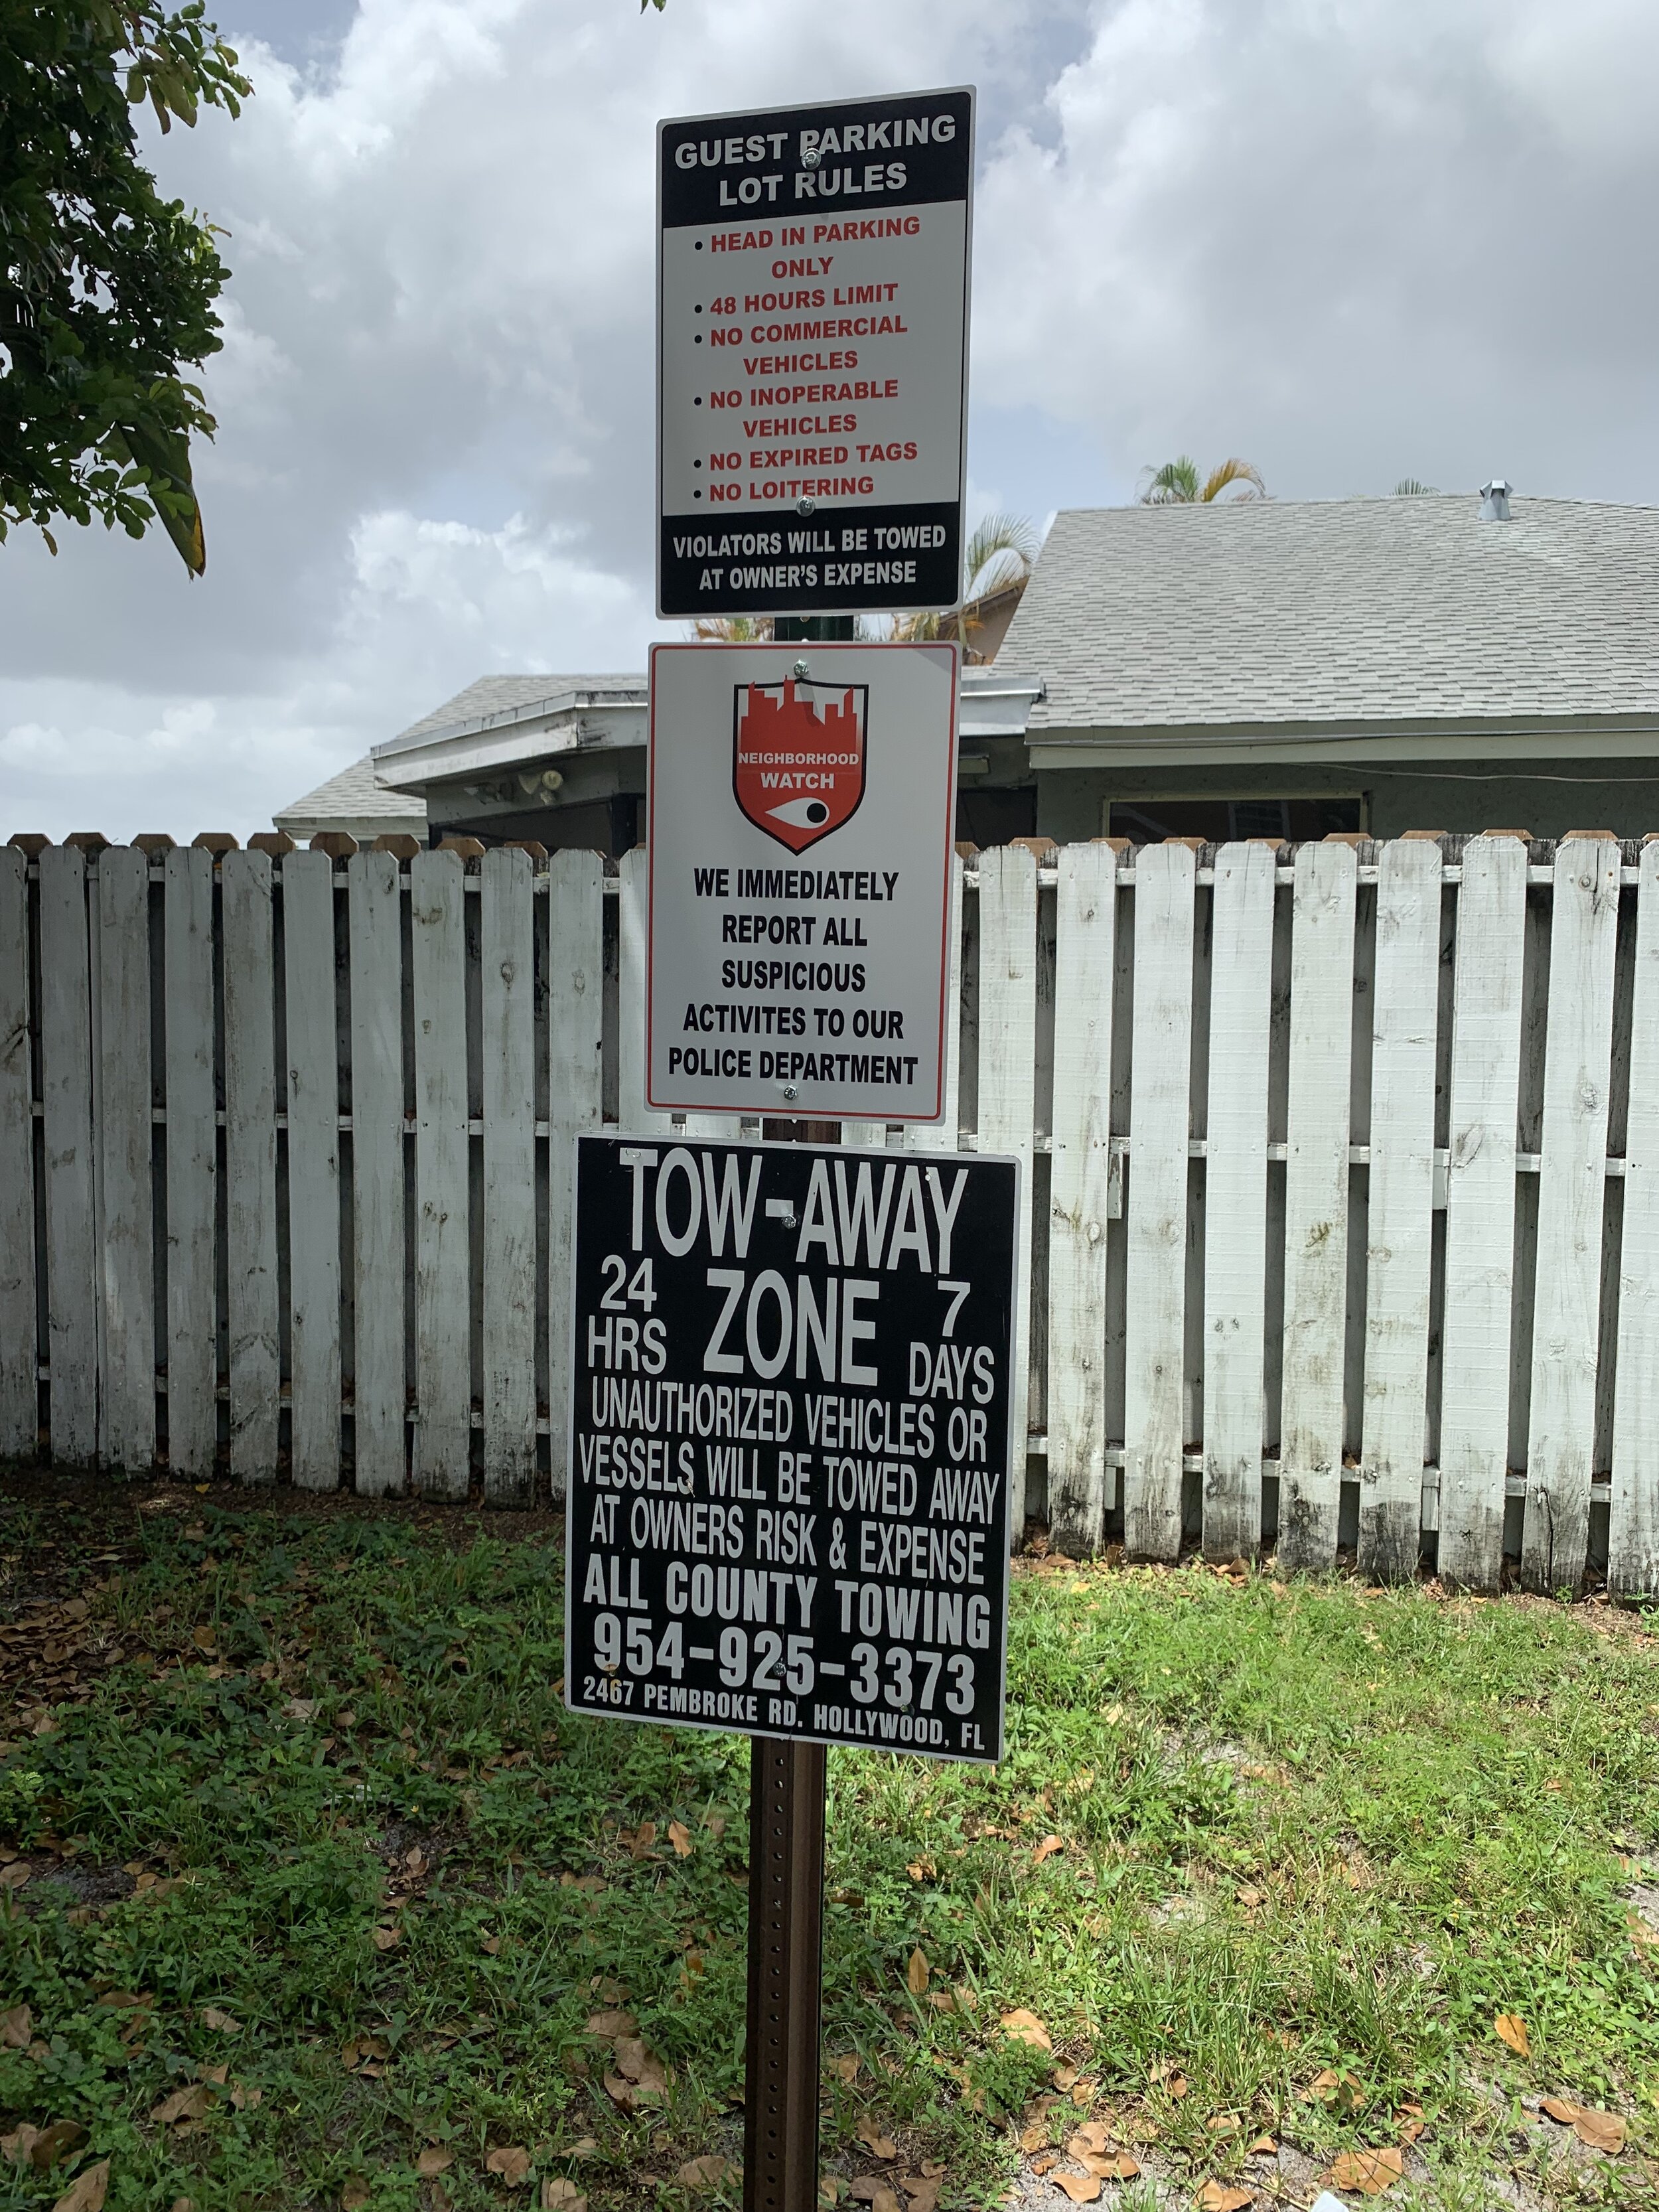 GUEST PARKING
LOT RULES
• HEAD IN PARKING
ONLY
• 48 HOURS LIMIT
• NO COMMERCIAL
VEHICLES
• NO INOPERABLE
VEHICLES
• NO EXPIRED TAGS
• NO LOITERING
VIOLATORS WILL BE TOWED
AT OWNER'S EXPENSE
NEIGHBORHOOD
WATCH
WE IMMEDIATELY
REPORT ALL
SUSPICIOUS
ACTIVITES TO OUR
POLICE DEPARTMENT
TOW-AWAY
24 HRS ZONE 7 DAYS
UNAUTHORIZED VEHICLES OR
VESSELS WILL BE TOWED AWAY
AT OWNERS RISK & EXPENSE
ALL COUNTY TOWING
954-925-3373
2467 PEMBROKE RD. HOLLYWOOD, FL